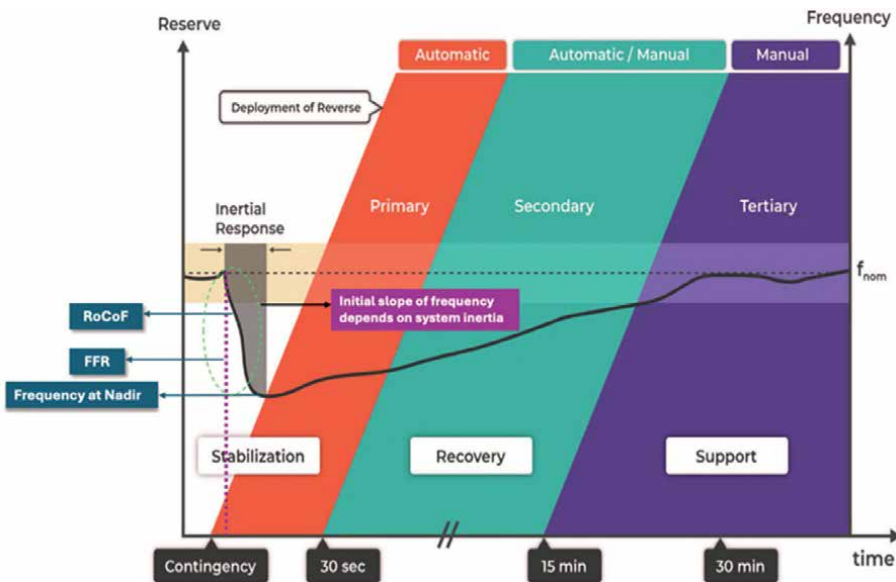 Reserve
Frequency
Automatic
Automatic / Manual
Manual
Deployment of Reverse
Inertial
Response
Primary
Secondary
Tertiary
f_nom
Initial slope of frequency
depends on system inertia
RoCoF
FFR
Frequency at Nadir
Stabilization
Recovery
Support
Contingency
30 sec
15 min
30 min
time